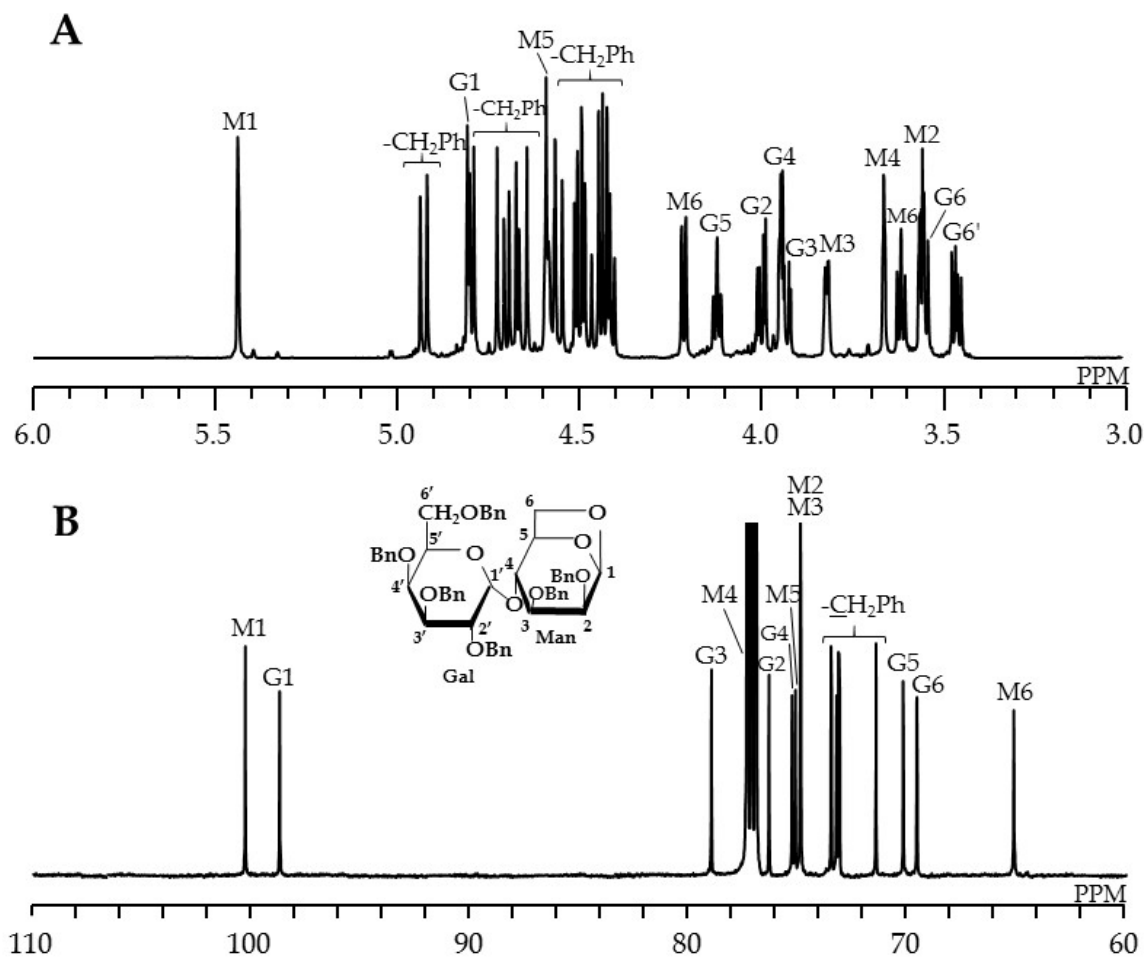 A
M5
-CH₂Ph
G1
-CH₂Ph
M1
-CH₂Ph
M2
G4
M4
G6
M6
G2
M6'
G6'
G5
G3
M3
PPM
6.0 5.5 5.0 4.5 4.0 3.5 3.0
B
M2
M3
6'
CH₂OBn
6
O
5'
5
BnO
O
4
O
1
4'
OBn
1'
BnO
OBn
O
3'
2'
3
Man
2
OBn
Gal
M1
G1
M4
M5
-CH₂Ph
G3
G4
G2
G5
G6
M6
PPM
110 100 90 80 70 60